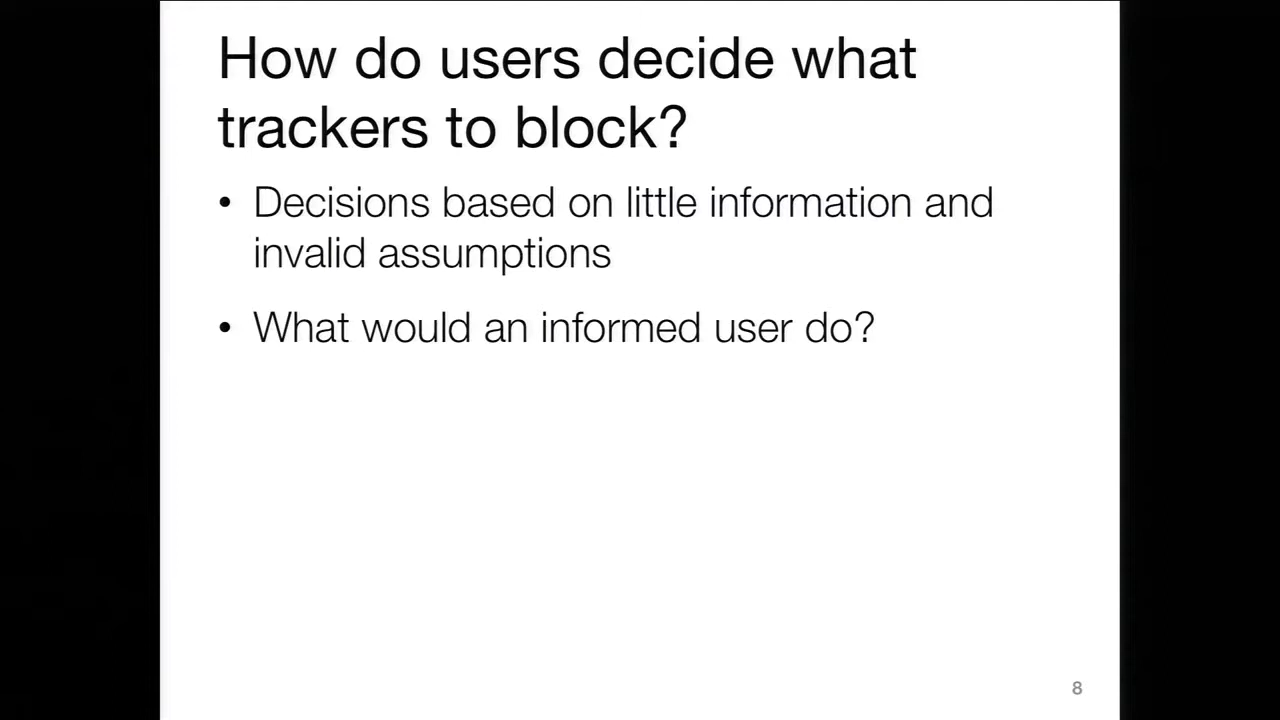 How do users decide what
trackers to block?
• Decisions based on little information and
invalid assumptions
• What would an informed user do?
8